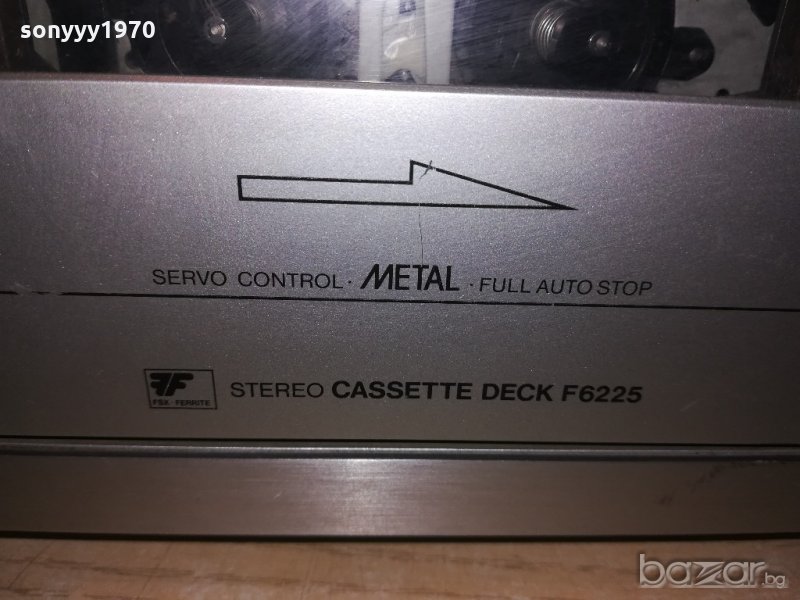 sonyyy1970
SERVO CONTROL · METAL · FULL AUTO STOP
FSX · FERRITE
STEREO CASSETTE DECK F6225
bazar.bg